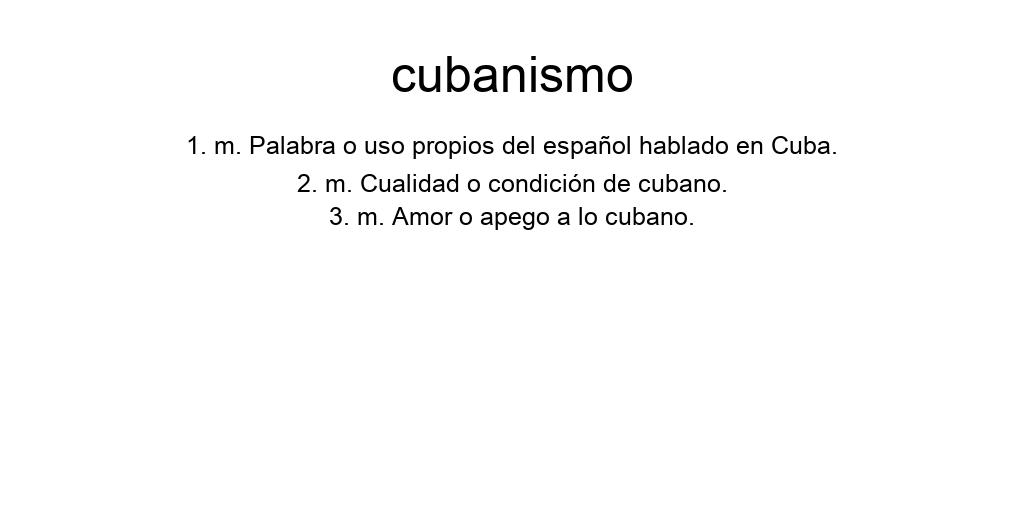 cubanismo
1. m. Palabra o uso propios del español hablado en Cuba.
2. m. Cualidad o condición de cubano.
3. m. Amor o apego a lo cubano.